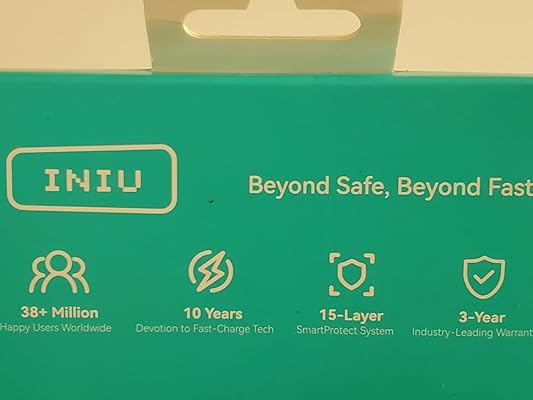 INIU
Beyond Safe, Beyond Fast
38+ Million
Happy Users Worldwide
10 Years
Devotion to Fast-Charge Tech
15-Layer
SmartProtect System
3-Year
Industry-Leading Warrant